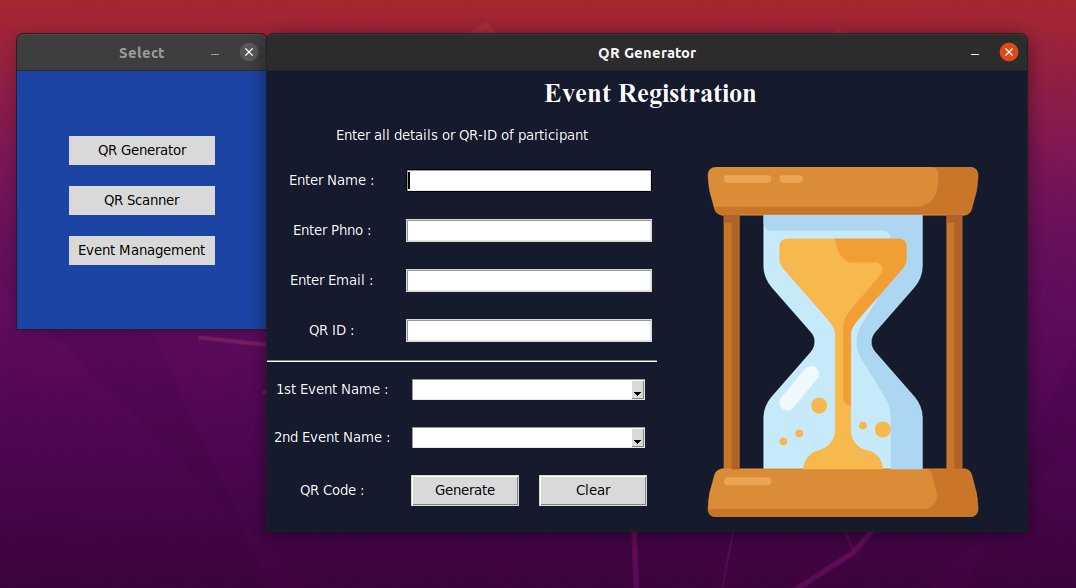 Select
QR Generator
QR Scanner
Event Management
QR Generator
Event Registration
Enter all details or QR-ID of participant
Enter Name :
Enter Phno :
Enter Email :
QR ID :
1st Event Name :
2nd Event Name :
QR Code : Generate Clear